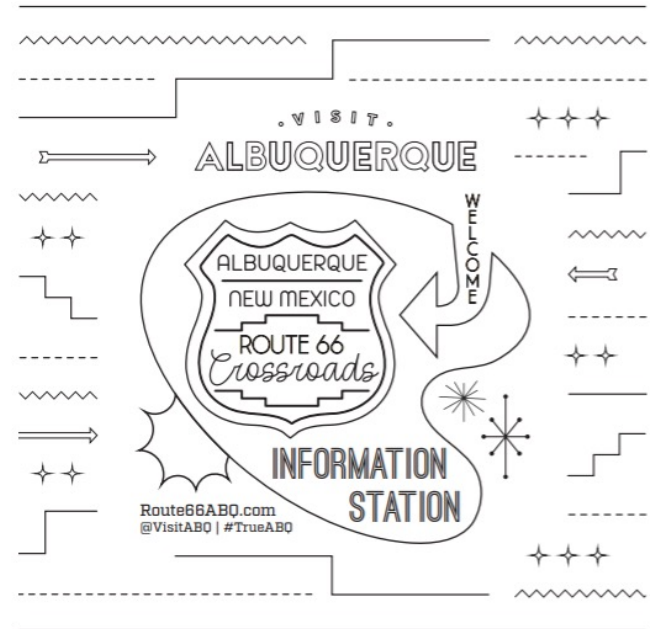 · VISIT ·
ALBUQUERQUE
WELCOME
ALBUQUERQUE
NEW MEXICO
ROUTE 66
Crossroads
INFORMATION
STATION
Route66ABQ.com
@VisitABQ | #TrueABQ